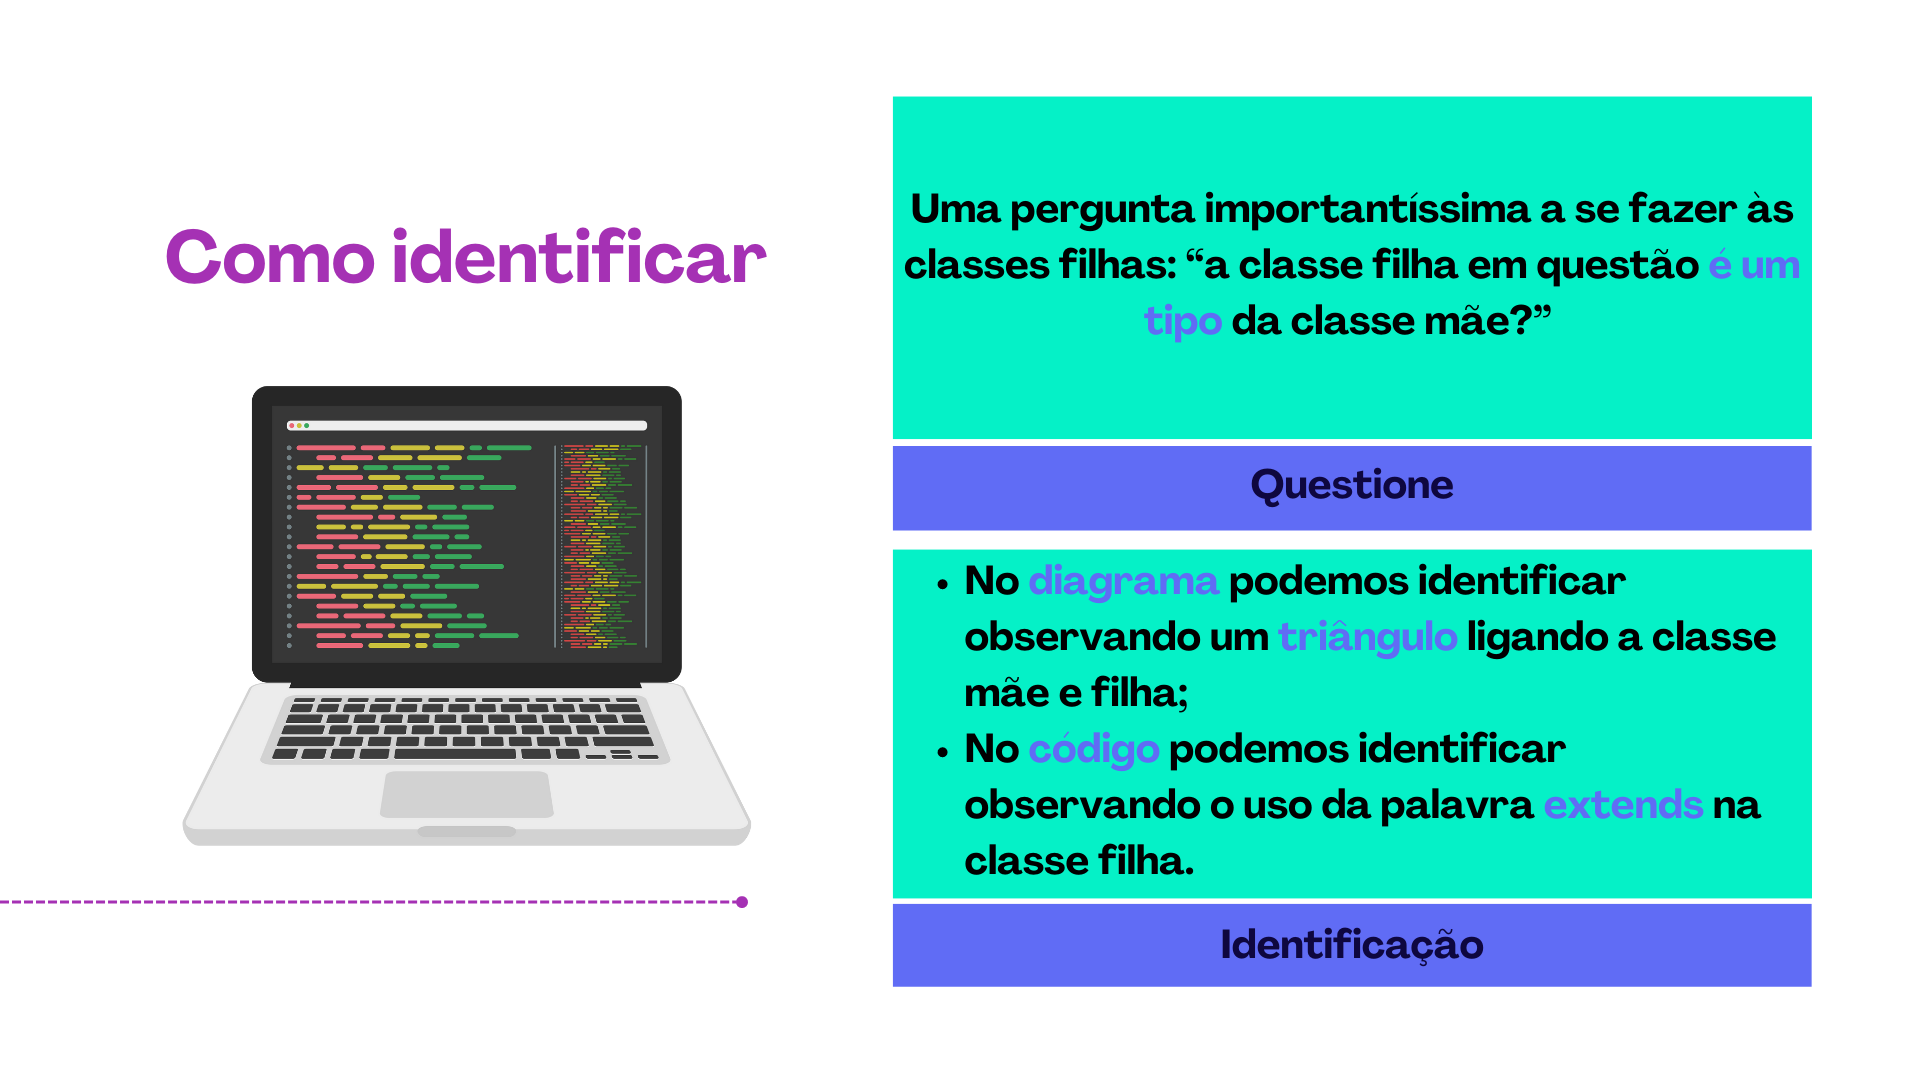 Como identificar
Uma pergunta importantíssima a se fazer às
classes filhas: “a classe filha em questão é um
tipo da classe mãe?”
Questione
• No diagrama podemos identificar
observando um triângulo ligando a classe
mãe e filha;
• No código podemos identificar
observando o uso da palavra extends na
classe filha.
Identificação